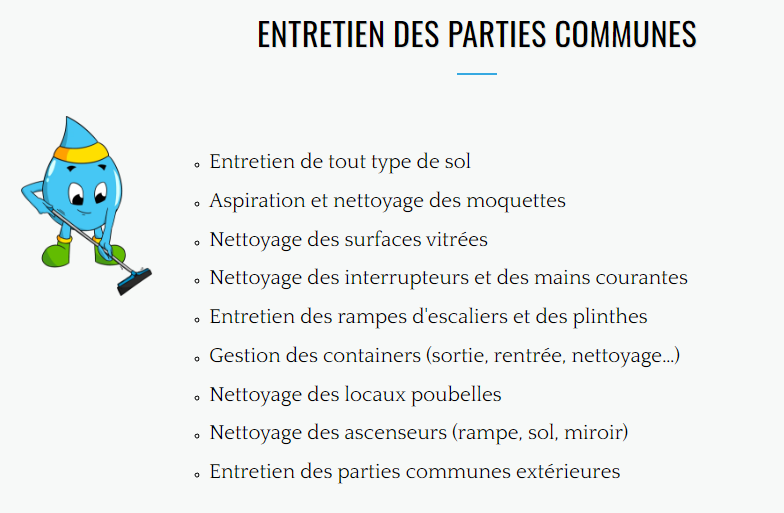 ENTRETIEN DES PARTIES COMMUNES
Entretien de tout type de sol
Aspiration et nettoyage des moquettes
Nettoyage des surfaces vitrées
Nettoyage des interrupteurs et des mains courantes
Entretien des rampes d'escaliers et des plinthes
Gestion des containers (sortie, rentrée, nettoyage...)
Nettoyage des locaux poubelles
Nettoyage des ascenseurs (rampe, sol, miroir)
Entretien des parties communes extérieures